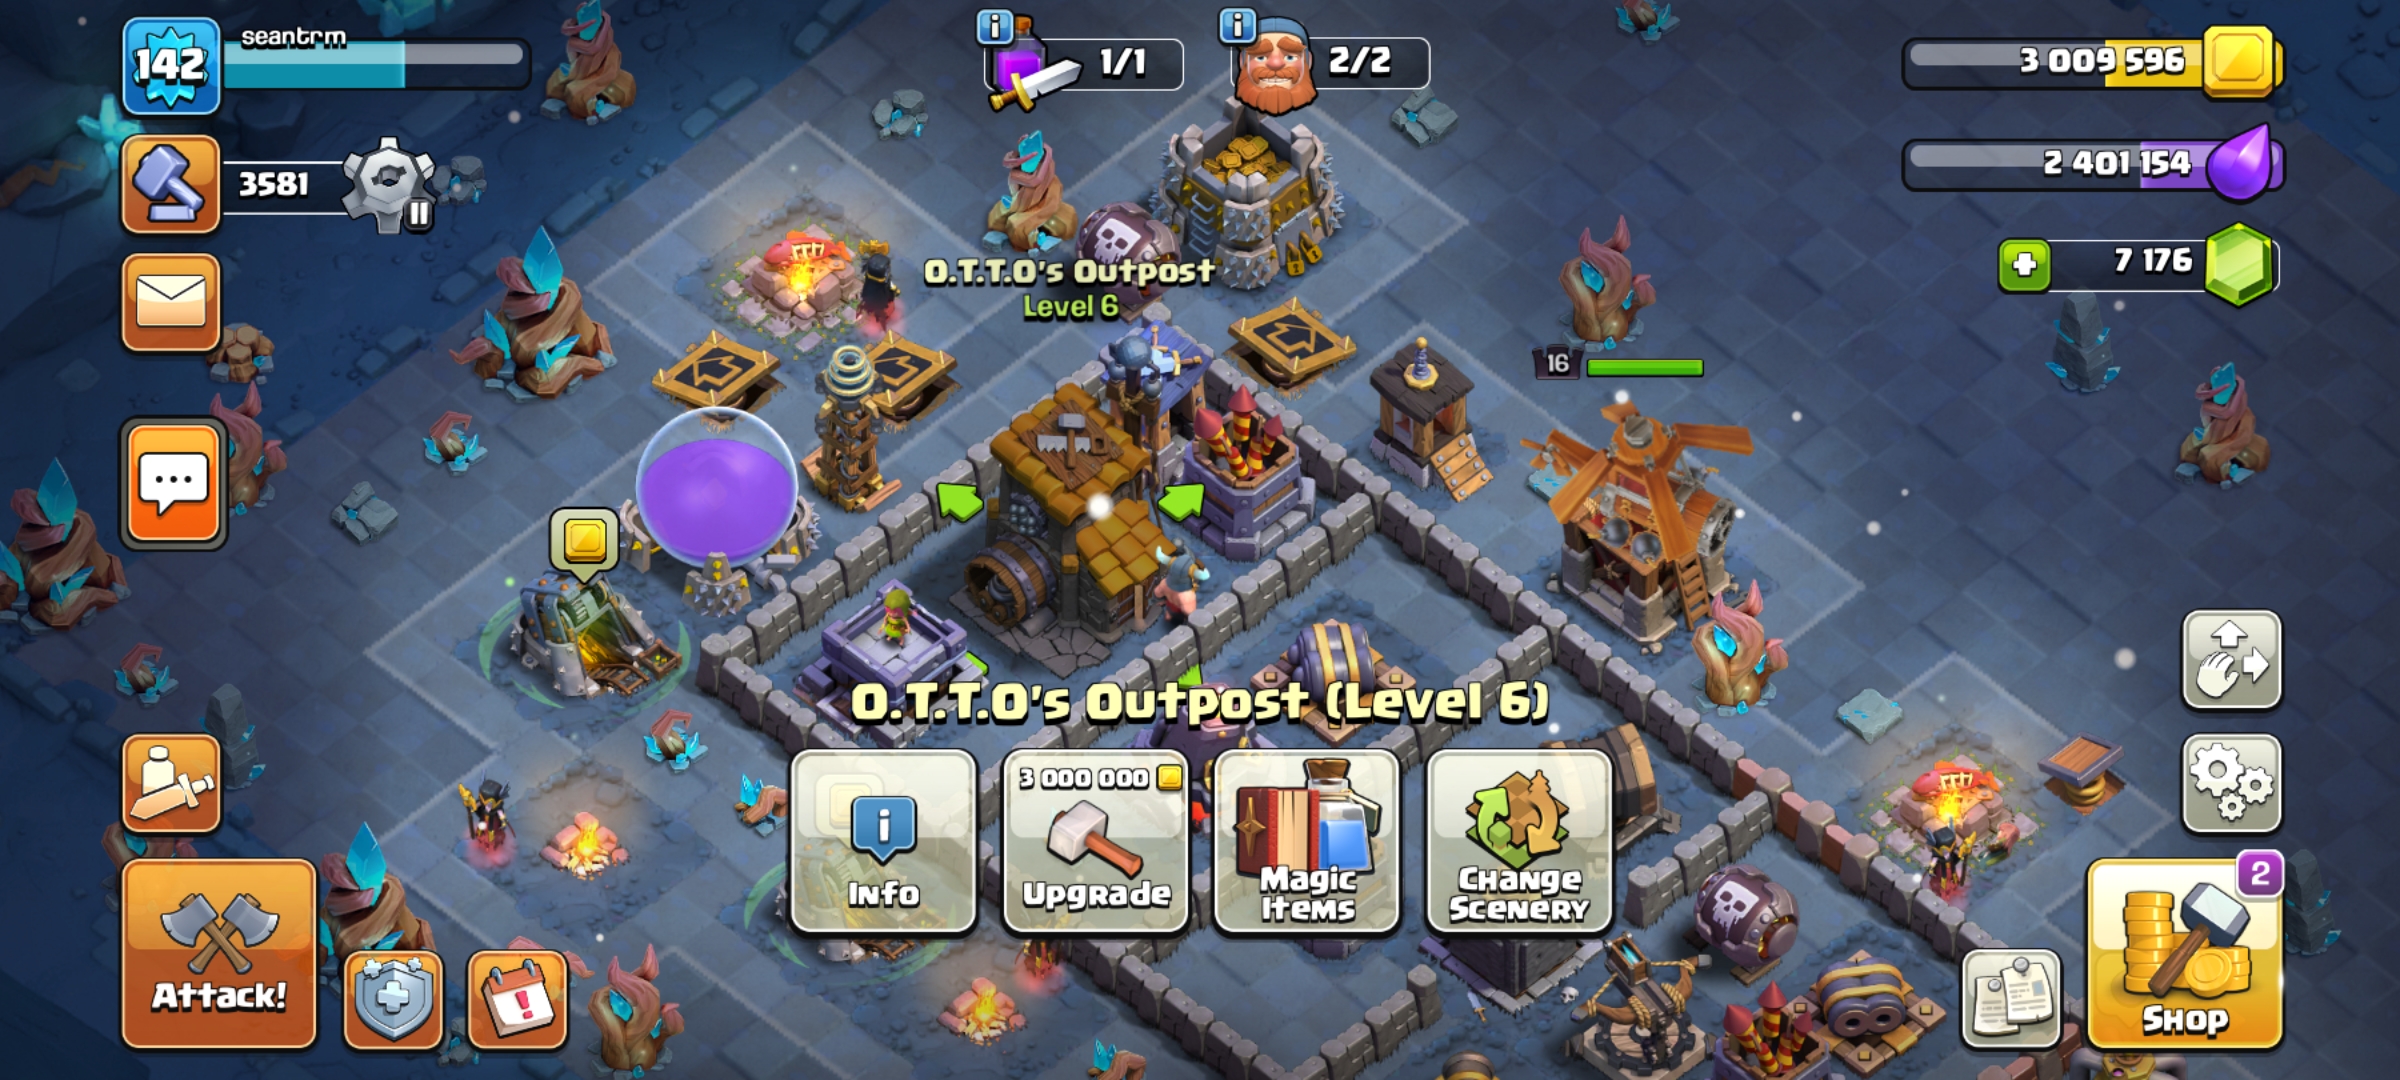 142
seantrm
1/1
2/2
3 009 596
3581
2 401 154
7 176
O.T.T.O's Outpost
Level 6
16
O.T.T.O's Outpost (Level 6)
Info
3 000 000
Upgrade
Magic
Items
Change
Scenery
Attack!
2
Shop